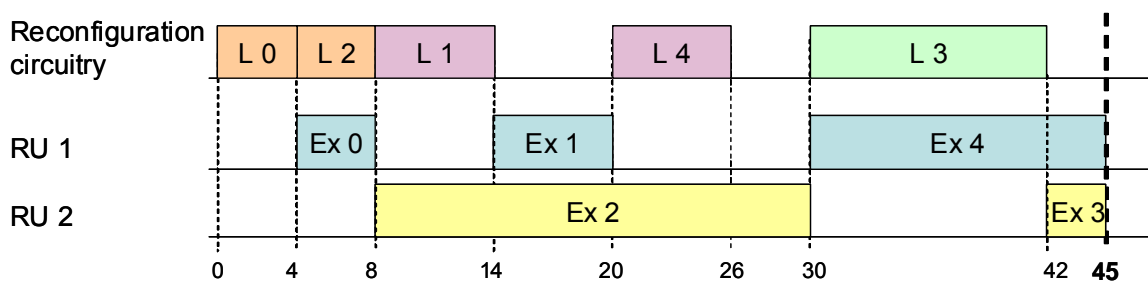 Reconfiguration
circuitry
L 0 L 2 L 1 L 4 L 3
RU 1
Ex 0 Ex 1 Ex 4
RU 2
Ex 2 Ex 3
0 4 8 14 20 26 30 42 45